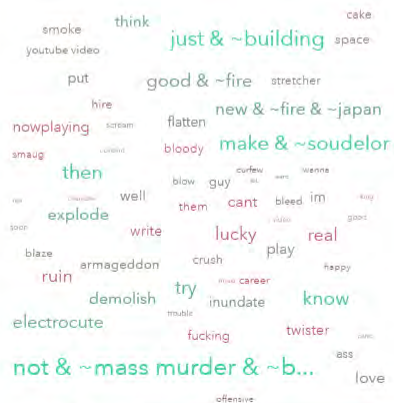 cake
think
smoke
just & ~building
space
youtube video
put
good & ~fire
stretcher
hire
new & ~fire & ~japan
nowplaying
scream
flatten
make & ~soudelor
smaug
bloody
then
curfew
wanna
blow
guy
well
im
them
cant
bleed
explode
good
write
lucky
real
play
blaze
crush
armageddon
happy
ruin
career
try
demolish
inundate
know
trouble
electrocute
twister
fucking
ass
not & ~mass murder & ~b...
love
offensive